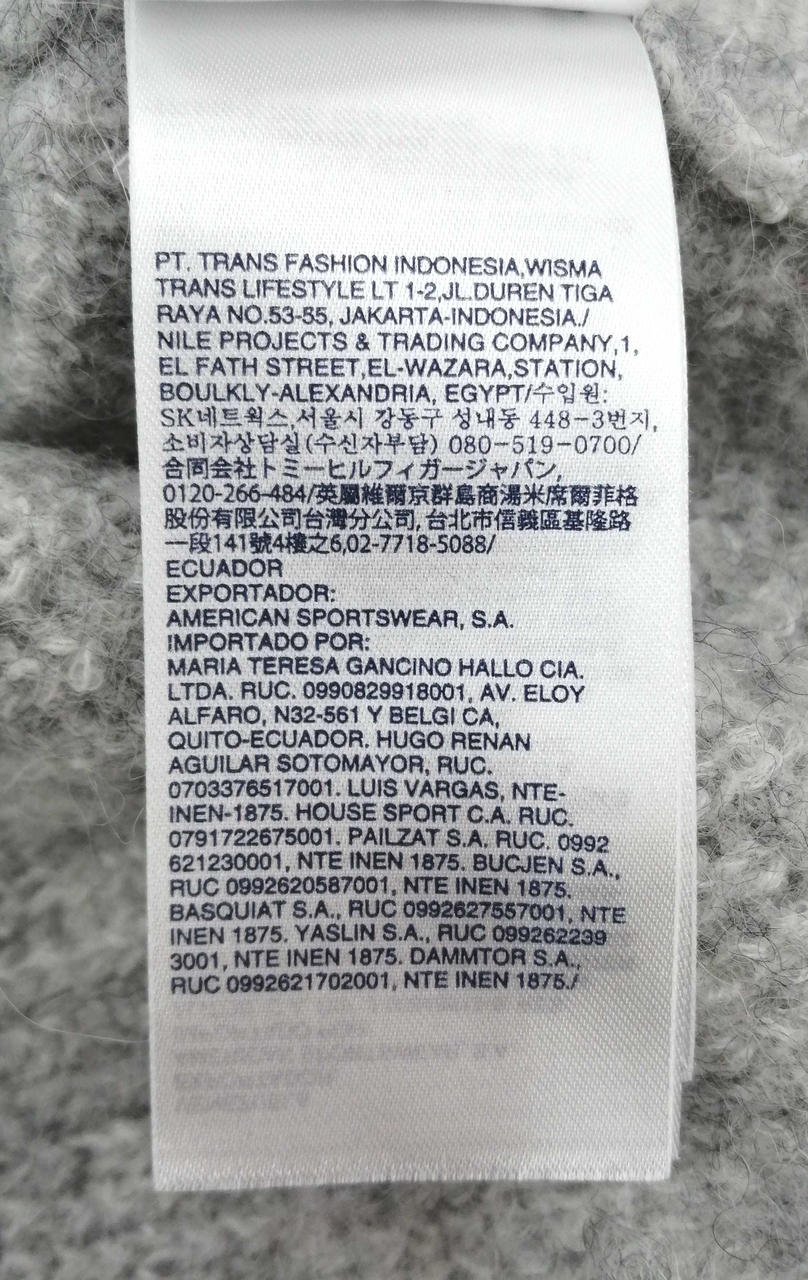 PT. TRANS FASHION INDONESIA,WISMA
TRANS LIFESTYLE LT 1-2,JL.DUREN TIGA
RAYA NO.53-55, JAKARTA-INDONESIA./
NILE PROJECTS & TRADING COMPANY,1,
EL FATH STREET,EL-WAZARA,STATION,
BOULKLY-ALEXANDRIA, EGYPT/수입원:
SK네트웍스,서울시 강동구 성내동 448-3번지,
소비자상담실(수신자부담) 080-519-0700/
合同会社トミーヒルフィガージャパン,
0120-266-484/英屬維爾京群島商湯米席爾菲格
股份有限公司台灣分公司, 台北市信義區基隆路
一段141號4樓之6,02-7718-5088/
ECUADOR
EXPORTADOR:
AMERICAN SPORTSWEAR, S.A.
IMPORTADO POR:
MARIA TERESA GANCINO HALLO CIA.
LTDA. RUC. 0990829918001, AV. ELOY
ALFARO, N32-561 Y BELGI CA,
QUITO-ECUADOR. HUGO RENAN
AGUILAR SOTOMAYOR, RUC.
0703376517001. LUIS VARGAS, NTE-
INEN-1875. HOUSE SPORT C.A. RUC.
0791722675001. PAILZAT S.A. RUC. 0992
621230001, NTE INEN 1875. BUCJEN S.A.,
RUC 0992620587001, NTE INEN 1875.
BASQUIAT S.A., RUC 0992627557001, NTE
INEN 1875. YASLIN S.A., RUC 099262239
3001, NTE INEN 1875. DAMMTOR S.A.,
RUC 0992621702001, NTE INEN 1875./